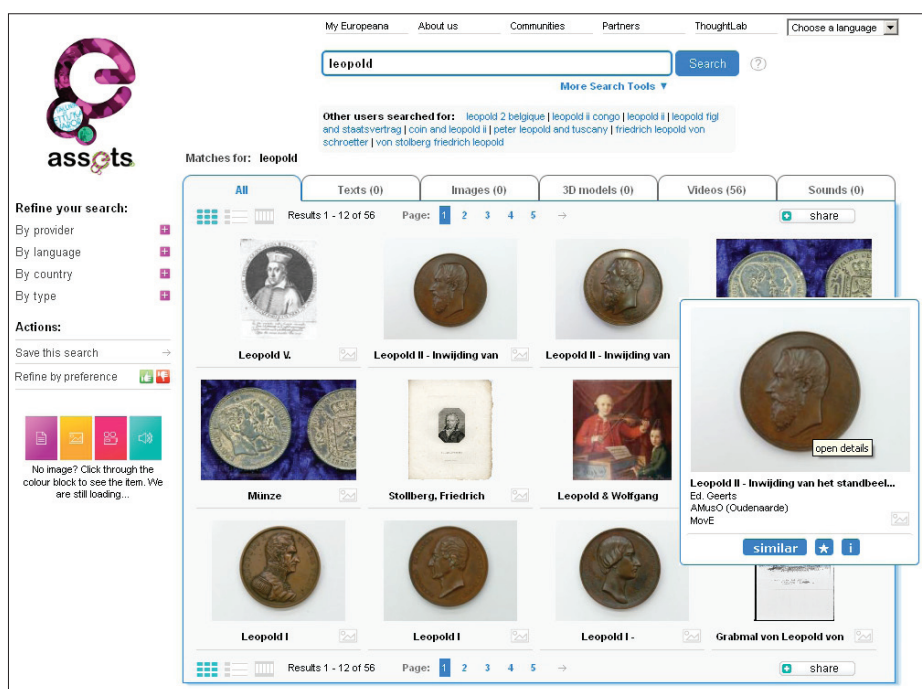 My Europeana About us Communities Partners ThoughtLab Choose a language
leopold Search ?
More Search Tools ▼
Other users searched for: leopold 2 belgique | leopold ii congo | leopold ii | leopold figl
and staatsvertrag | coin and leopold ii | peter leopold and tuscany | friedrich leopold von
schroetter | von stolberg friedrich leopold
assets
Matches for: leopold
All Texts (0) Images (0) 3D models (0) Videos (56) Sounds (0)
Results 1 - 12 of 56 Page: 1 2 3 4 5 → share
Refine your search:
By provider
By language
By country
By type
Actions:
Save this search →
Refine by preference
No image? Click through the
colour block to see the item. We
are still loading...
Leopold V. Leopold II - Inwijding van Leopold II - Inwijding van
Münze Stollberg, Friedrich Leopold & Wolfgang
open details
Leopold II - Inwijding van het standbeel...
Ed. Geerts
AMusO (Oudenaarde)
MovE
similar i
Leopold I Leopold I Leopold I - Grabmal von Leopold von
Results 1 - 12 of 56 Page: 1 2 3 4 5 → share